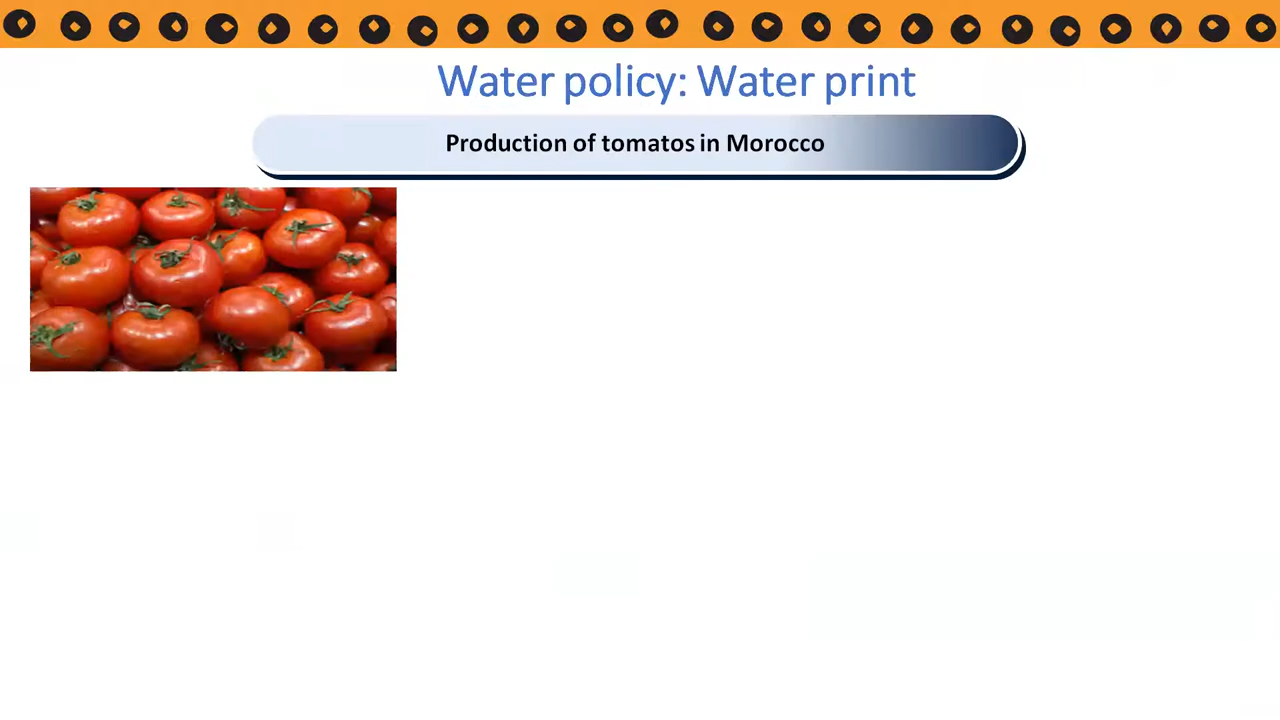 Water policy: Water print
Production of tomatos in Morocco